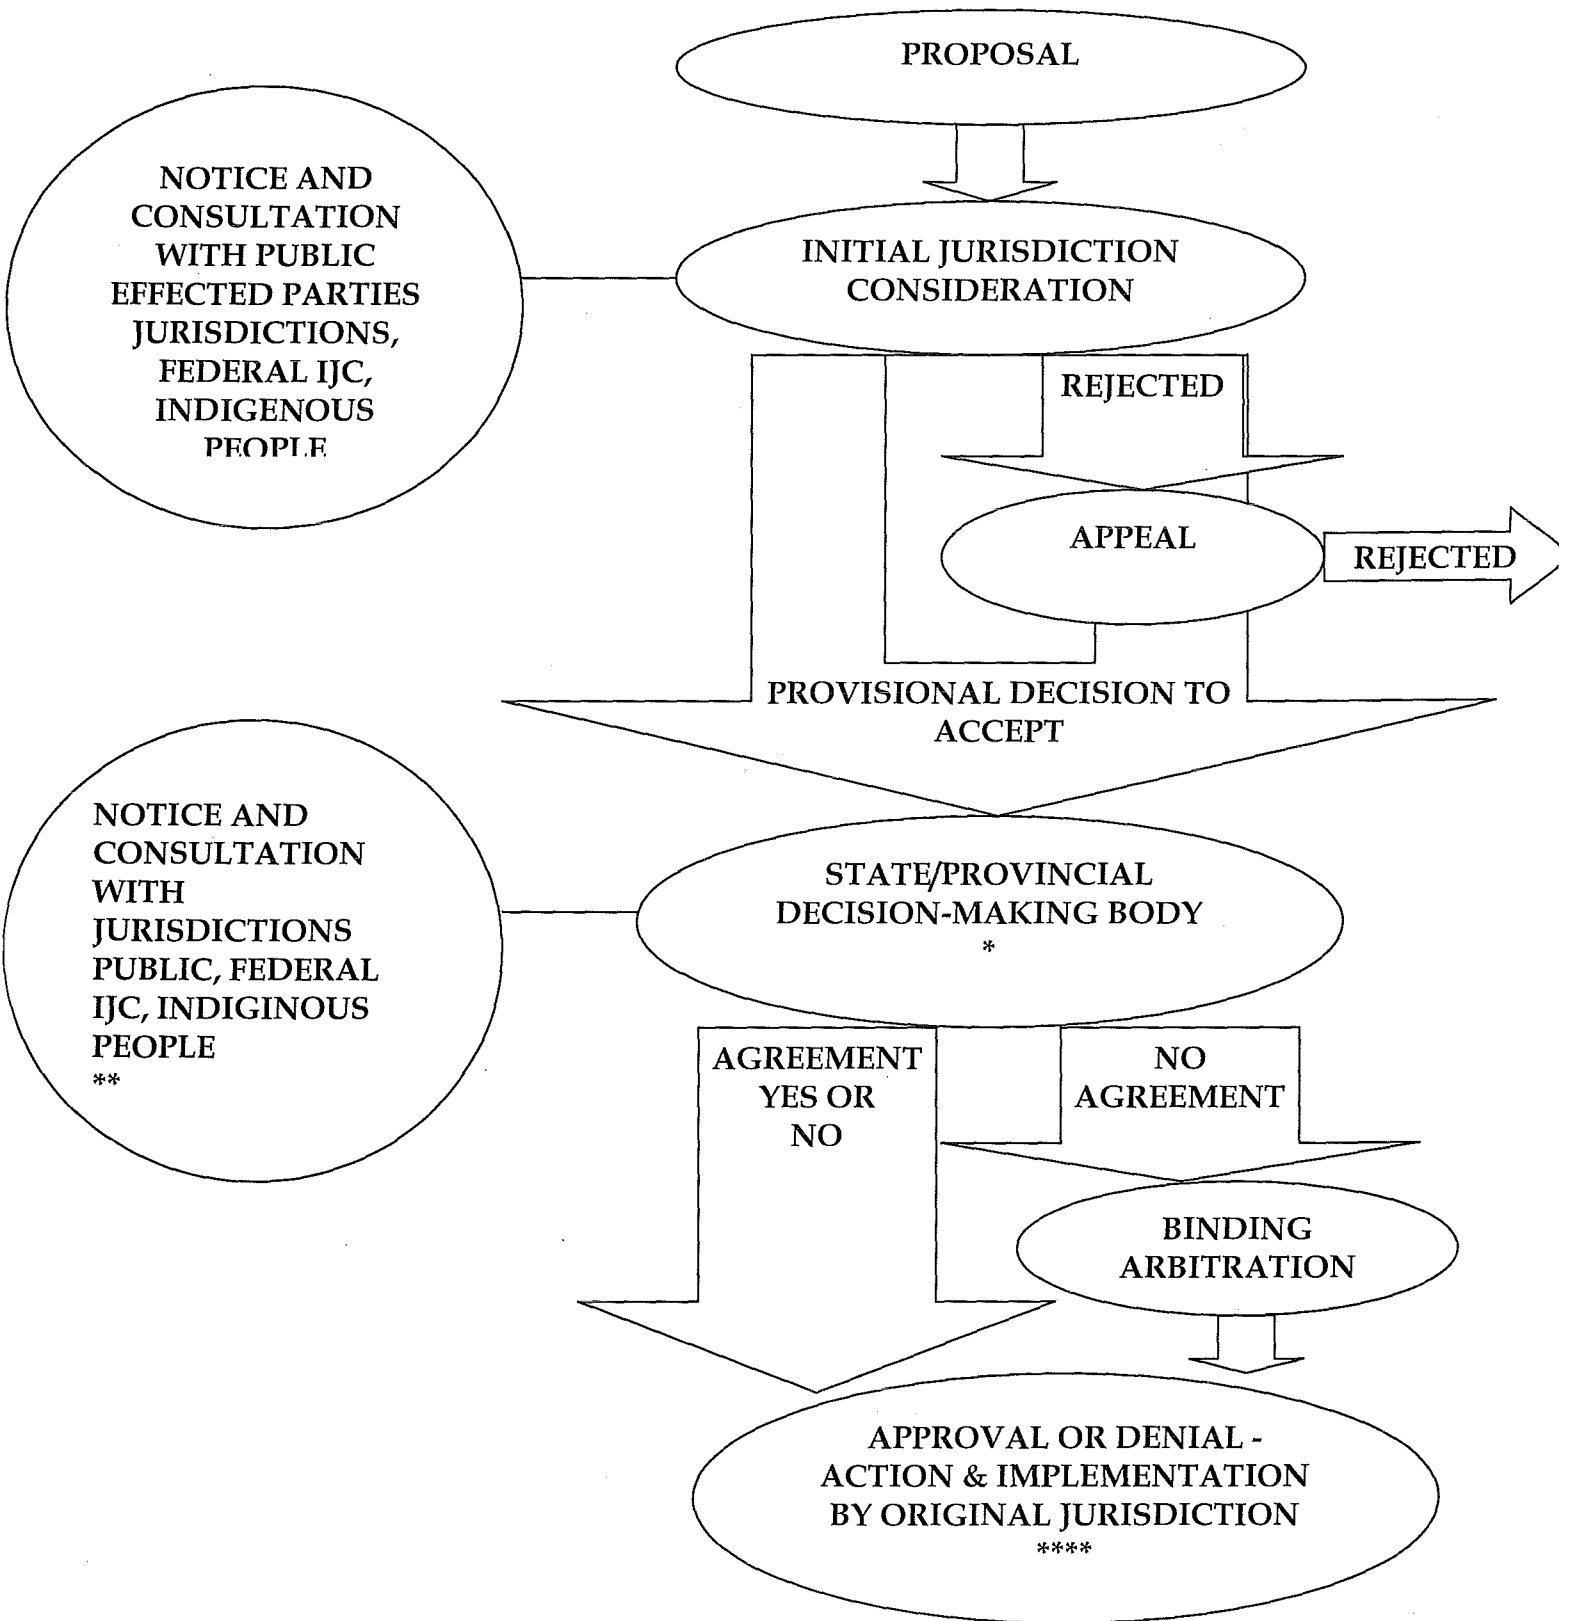 PROPOSAL
NOTICE AND
CONSULTATION
WITH PUBLIC
EFFECTED PARTIES
JURISDICTIONS,
FEDERAL IJC,
INDIGENOUS
PEOPLE
INITIAL JURISDICTION
CONSIDERATION
REJECTED
APPEAL
REJECTED
PROVISIONAL DECISION TO
ACCEPT
NOTICE AND
CONSULTATION
WITH
JURISDICTIONS
PUBLIC, FEDERAL
IJC, INDIGINOUS
PEOPLE
**
STATE/PROVINCIAL
DECISION-MAKING BODY
*
AGREEMENT
YES OR
NO
NO
AGREEMENT
BINDING
ARBITRATION
APPROVAL OR DENIAL -
ACTION & IMPLEMENTATION
BY ORIGINAL JURISDICTION
****